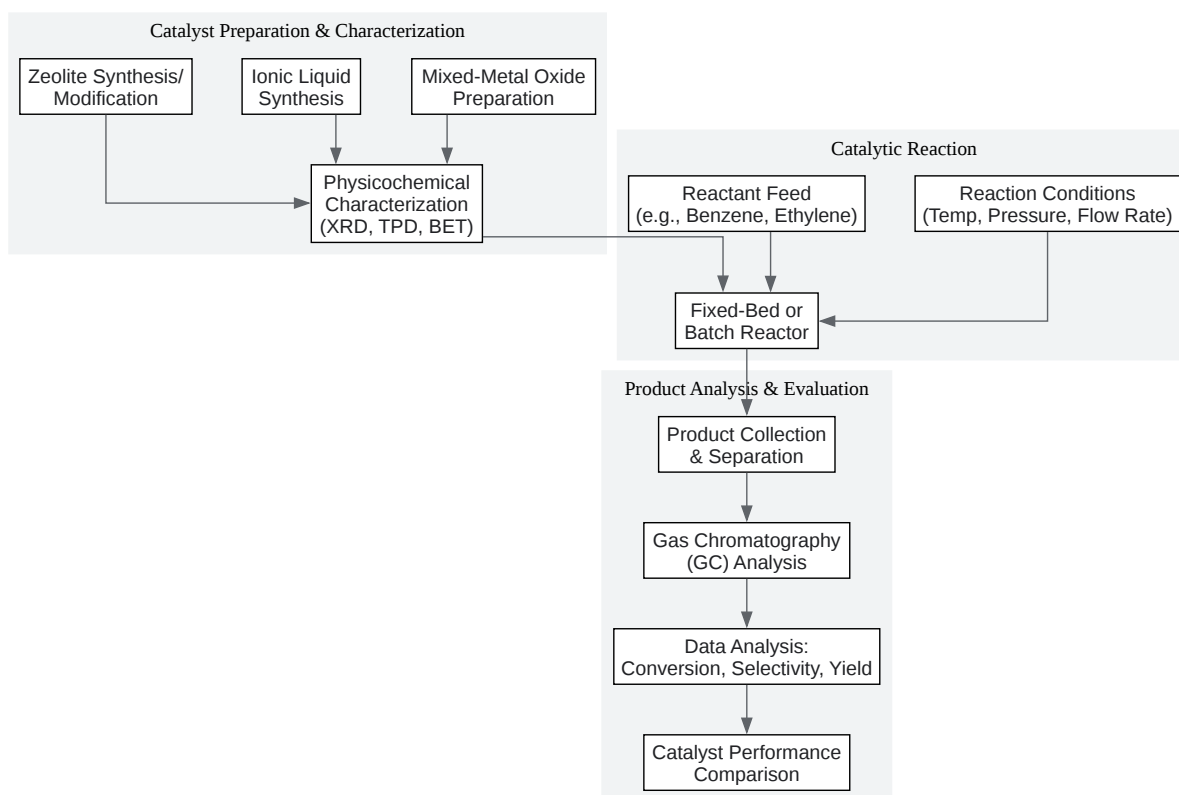 Catalyst Preparation & Characterization
Zeolite Synthesis/
Modification
Ionic Liquid
Synthesis
Mixed-Metal Oxide
Preparation
Physicochemical
Characterization
(XRD, TPD, BET)
Catalytic Reaction
Reactant Feed
(e.g., Benzene, Ethylene)
Reaction Conditions
(Temp, Pressure, Flow Rate)
Fixed-Bed or
Batch Reactor
Product Analysis & Evaluation
Product Collection
& Separation
Gas Chromatography
(GC) Analysis
Data Analysis:
Conversion, Selectivity, Yield
Catalyst Performance
Comparison